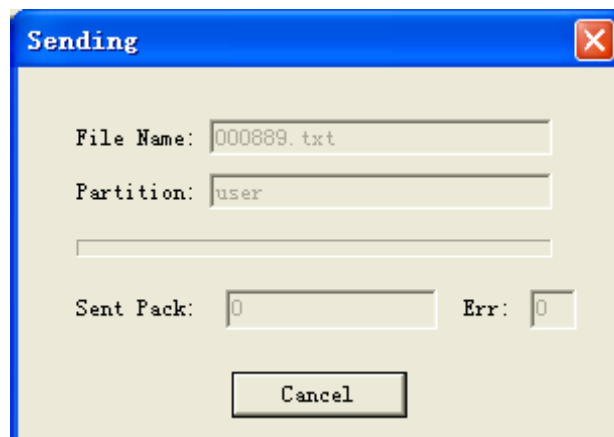 Sending
File Name: 000889.txt
Partition: user
Sent Pack: 0 Err: 0
Cancel